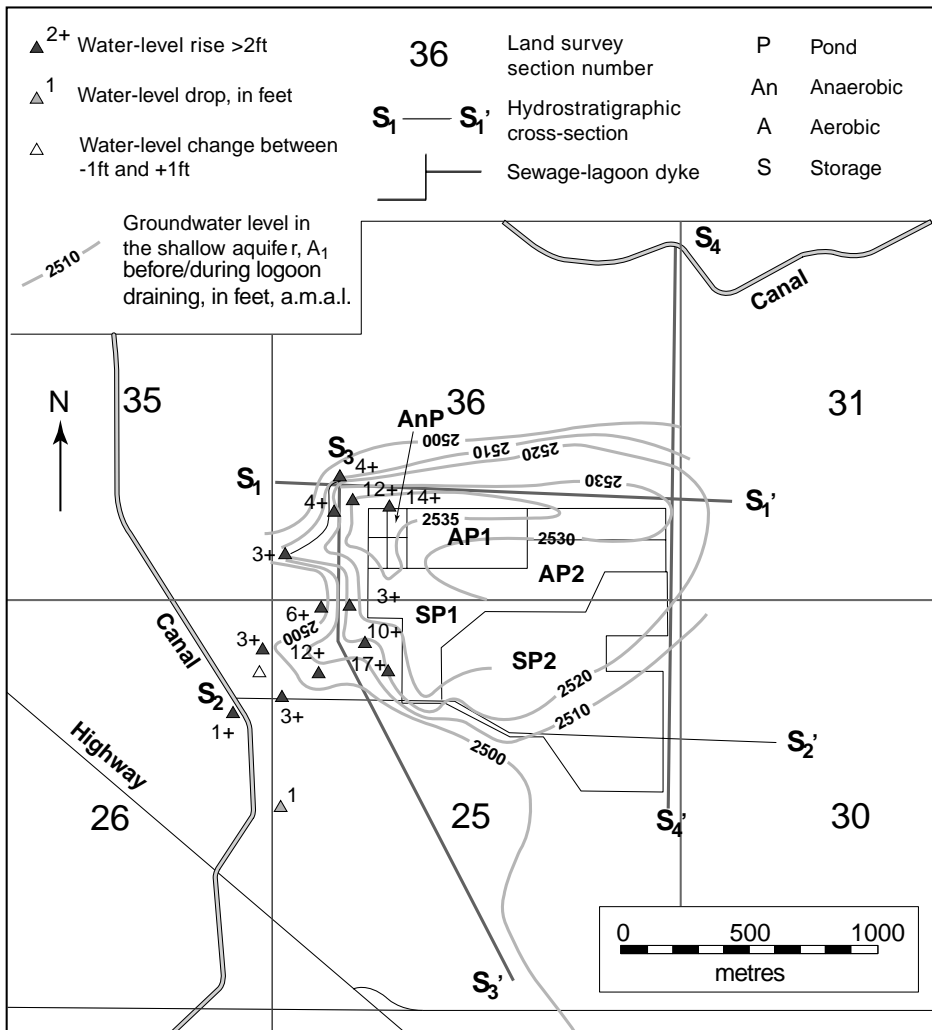 2+ Water-level rise >2ft
1 Water-level drop, in feet
Water-level change between
-1ft and +1ft
2510
Groundwater level in
the shallow aquifer, A1
before/during logoon
draining, in feet, a.m.a.l.
36
Land survey
section number
S1 S1'
Hydrostratigraphic
cross-section
Sewage-lagoon dyke
P Pond
An Anaerobic
A Aerobic
S Storage
S4
Canal
N
35
36
31
AnP
2500
2510
2520
S3
4+
S1
2530
12+
14+
4+
S1'
2535
AP1
2530
3+
AP2
3+
SP1
6+
2500
10+
3+
12+
17+
SP2
Canal
S2
3+
1+
2520
2510
2500
S2'
Highway
1
26
25
S4'
30
0 500 1000
metres
S3'